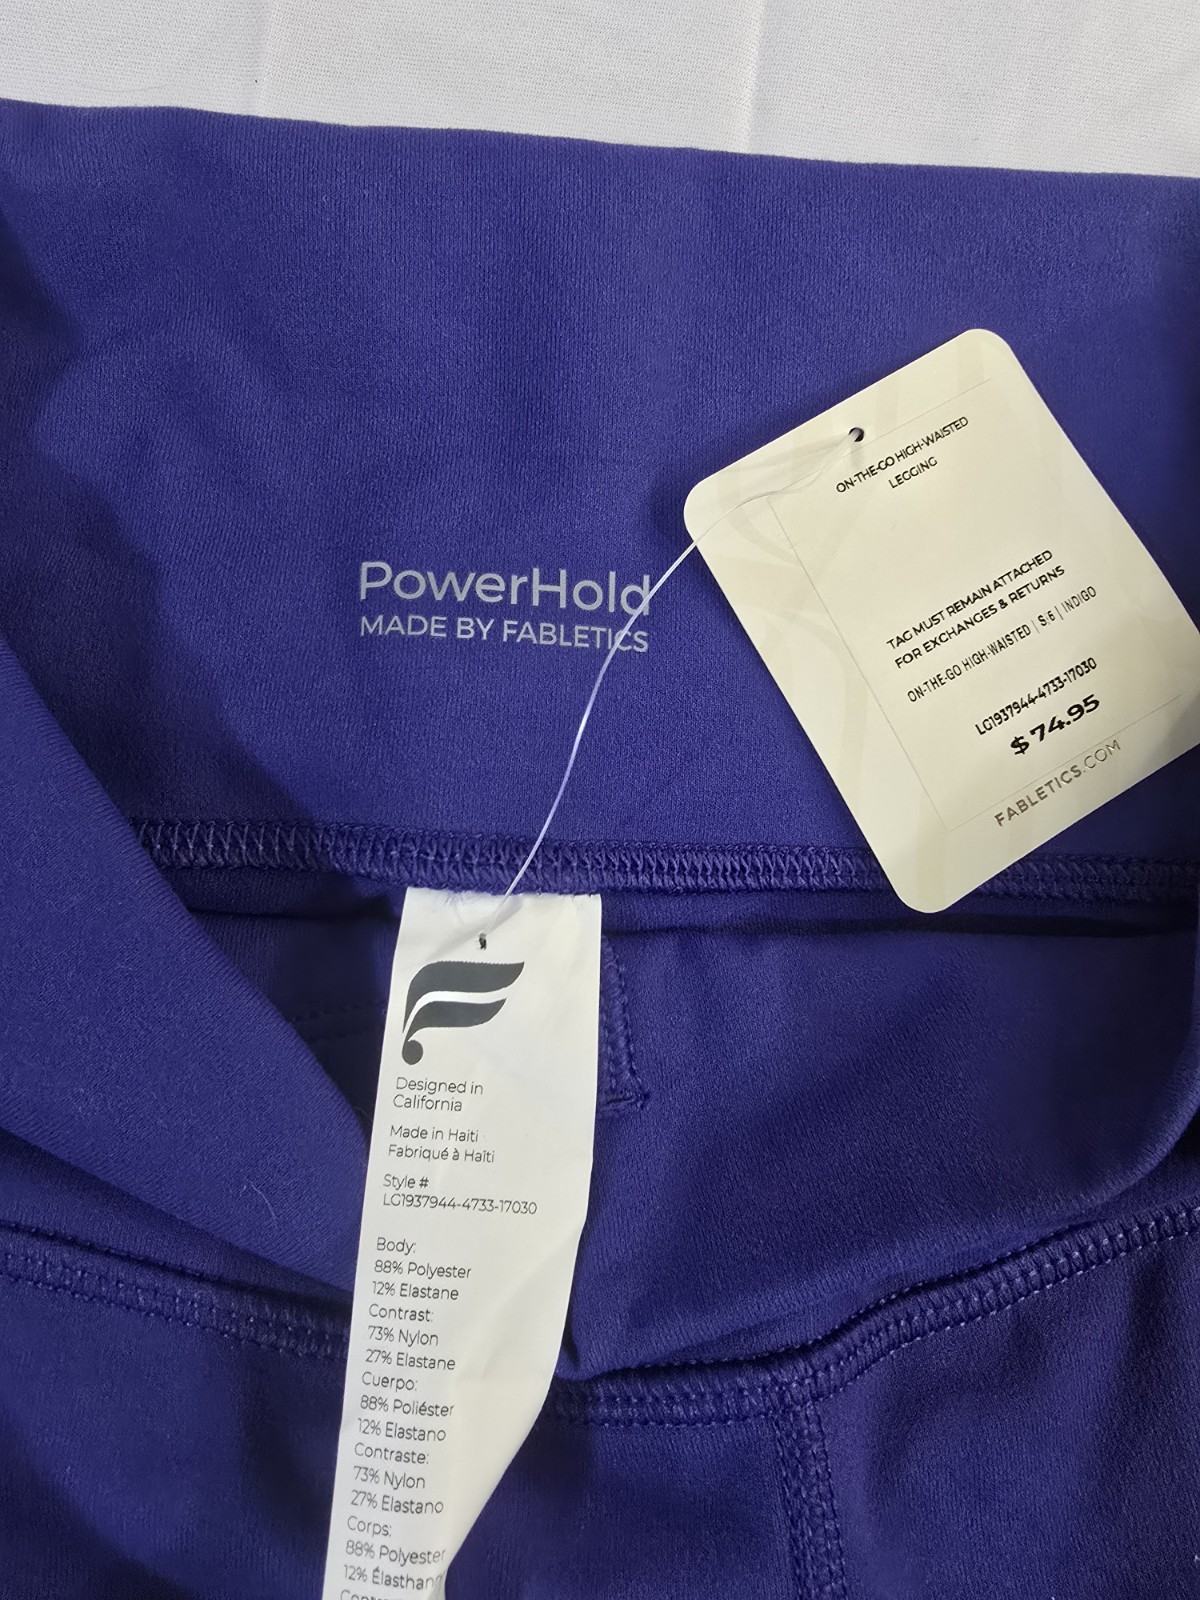 PowerHold
MADE BY FABLETICS
ON-THE-GO HIGH-WAISTED
LEGGING
TAG MUST REMAIN ATTACHED
FOR EXCHANGES & RETURNS
ON-THE-GO HIGH-WAISTED | S:6 | INDIGO
LG1937944-4733-17030
$74.95
FABLETICS.COM
Designed in
California
Made in Haiti
Fabriqué à Haïti
Style #
LG1937944-4733-17030
Body:
88% Polyester
12% Elastane
Contrast:
73% Nylon
27% Elastane
Cuerpo:
88% Poliéster
12% Elastano
Contraste:
73% Nylon
27% Elastano
Corps:
88% Polyester
12% Élasthan